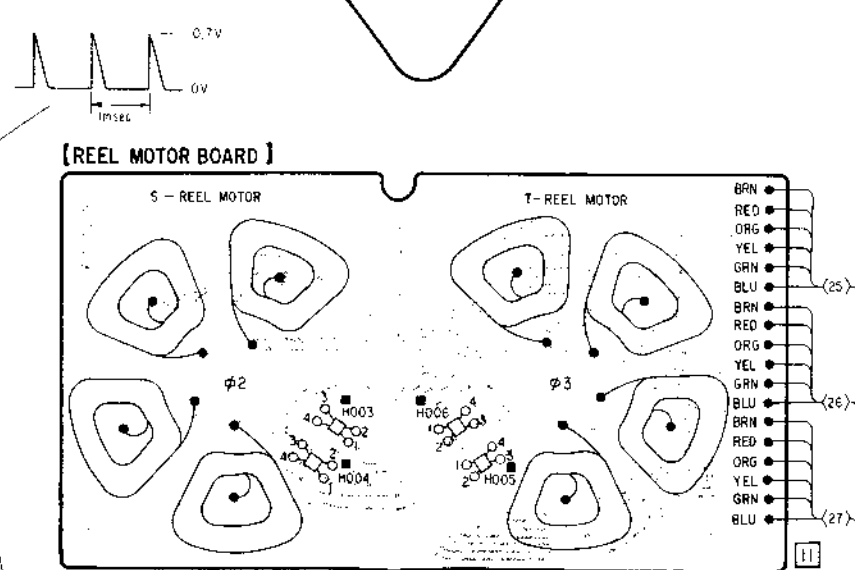 0.7V
0V
1msec
[REEL MOTOR BOARD]
S - REEL MOTOR
T - REEL MOTOR
BRN
RED
ORG
YEL
GRN
BLU
(25)
BRN
RED
ORG
YEL
GRN
BLU
(26)
BRN
RED
ORG
YEL
GRN
BLU
(27)
φ2
φ3
3
4
2
1
H003
3
4
2
1
H004
H006
4
1
3
2
4
1
3
2
H005
11